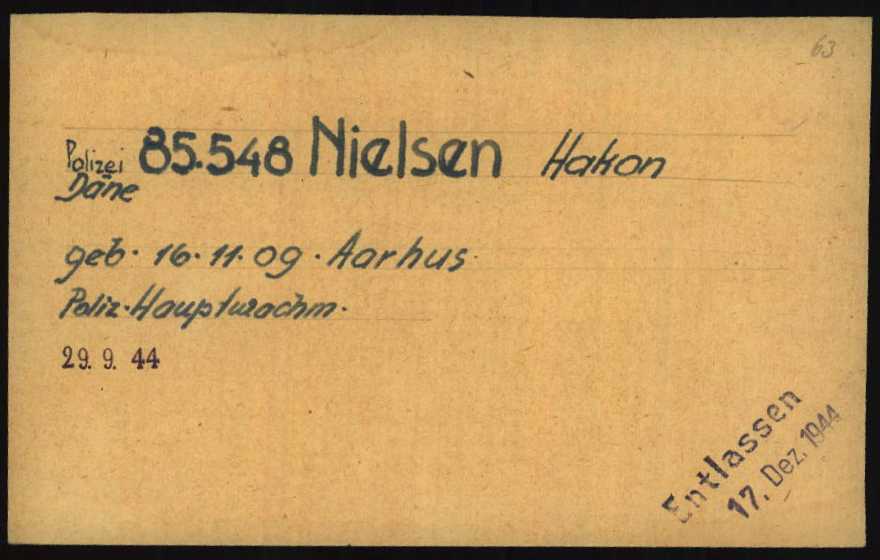 63
Polizei 85.548 Nielsen Hakon
Däne
geb. 16.11.09. Aarhus
Poliz.Hauptwachm.
29.9.44
Entlassen
17. Dez. 1944